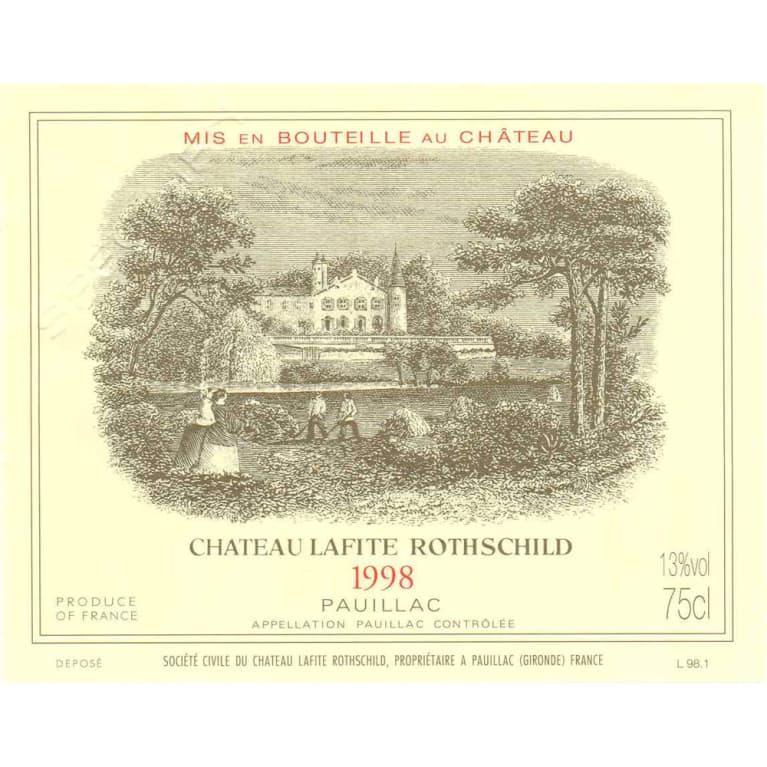 MIS EN BOUTEILLE AU CHÂTEAU
CHATEAU LAFITE ROTHSCHILD
1998
PAUILLAC
APPELLATION PAUILLAC CONTRÔLÉE
PRODUCE
OF FRANCE
13%vol
75cl
DEPOSÉ
SOCIÉTÉ CIVILE DU CHATEAU LAFITE ROTHSCHILD, PROPRIÉTAIRE A PAUILLAC (GIRONDE) FRANCE
L 98.1